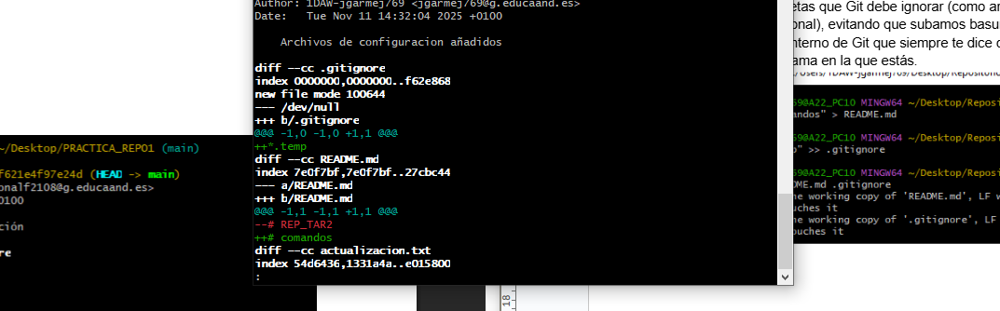 ~/Desktop/PRACTICA_REPO1 (main)
f621e4f97e24d (HEAD -> main)
onalf2108@g.educaand.es>
0100
ción
re
Author: 1DAW-jgarmej769 <jgarmej769@g.educaand.es>
Date:   Tue Nov 11 14:32:04 2025 +0100
    Archivos de configuracion añadidos
diff --cc .gitignore
index 0000000,0000000..f62e868
new file mode 100644
--- /dev/null
+++ b/.gitignore
@@@ -1,0 -1,0 +1,1 @@@
++*.temp
diff --cc README.md
index 7e0f7bf,7e0f7bf..27cbc44
--- a/README.md
+++ b/README.md
@@@ -1,1 -1,1 +1,1 @@@
--# REP_TAR2
++# comandos
diff --cc actualizacion.txt
index 54d6436,1331a4a..e015800
:
etas que Git debe ignorar (como ar
onal), evitando que subamos basur
nterno de Git que siempre te dice c
ama en la que estás.
/Users/1DAW-jgarmej769/Desktop/Repositorio
69@A22_PC10 MINGW64 ~/Desktop/Reposi
andos" > README.md
69@A22_PC10 MINGW64 ~/Desktop/Reposi
p" >> .gitignore
69@A22_PC10 MINGW64 ~/Desktop/Reposi
DME.md .gitignore
he working copy of 'README.md', LF w
ouches it
he working copy of '.gitignore', LF
ouches it
18